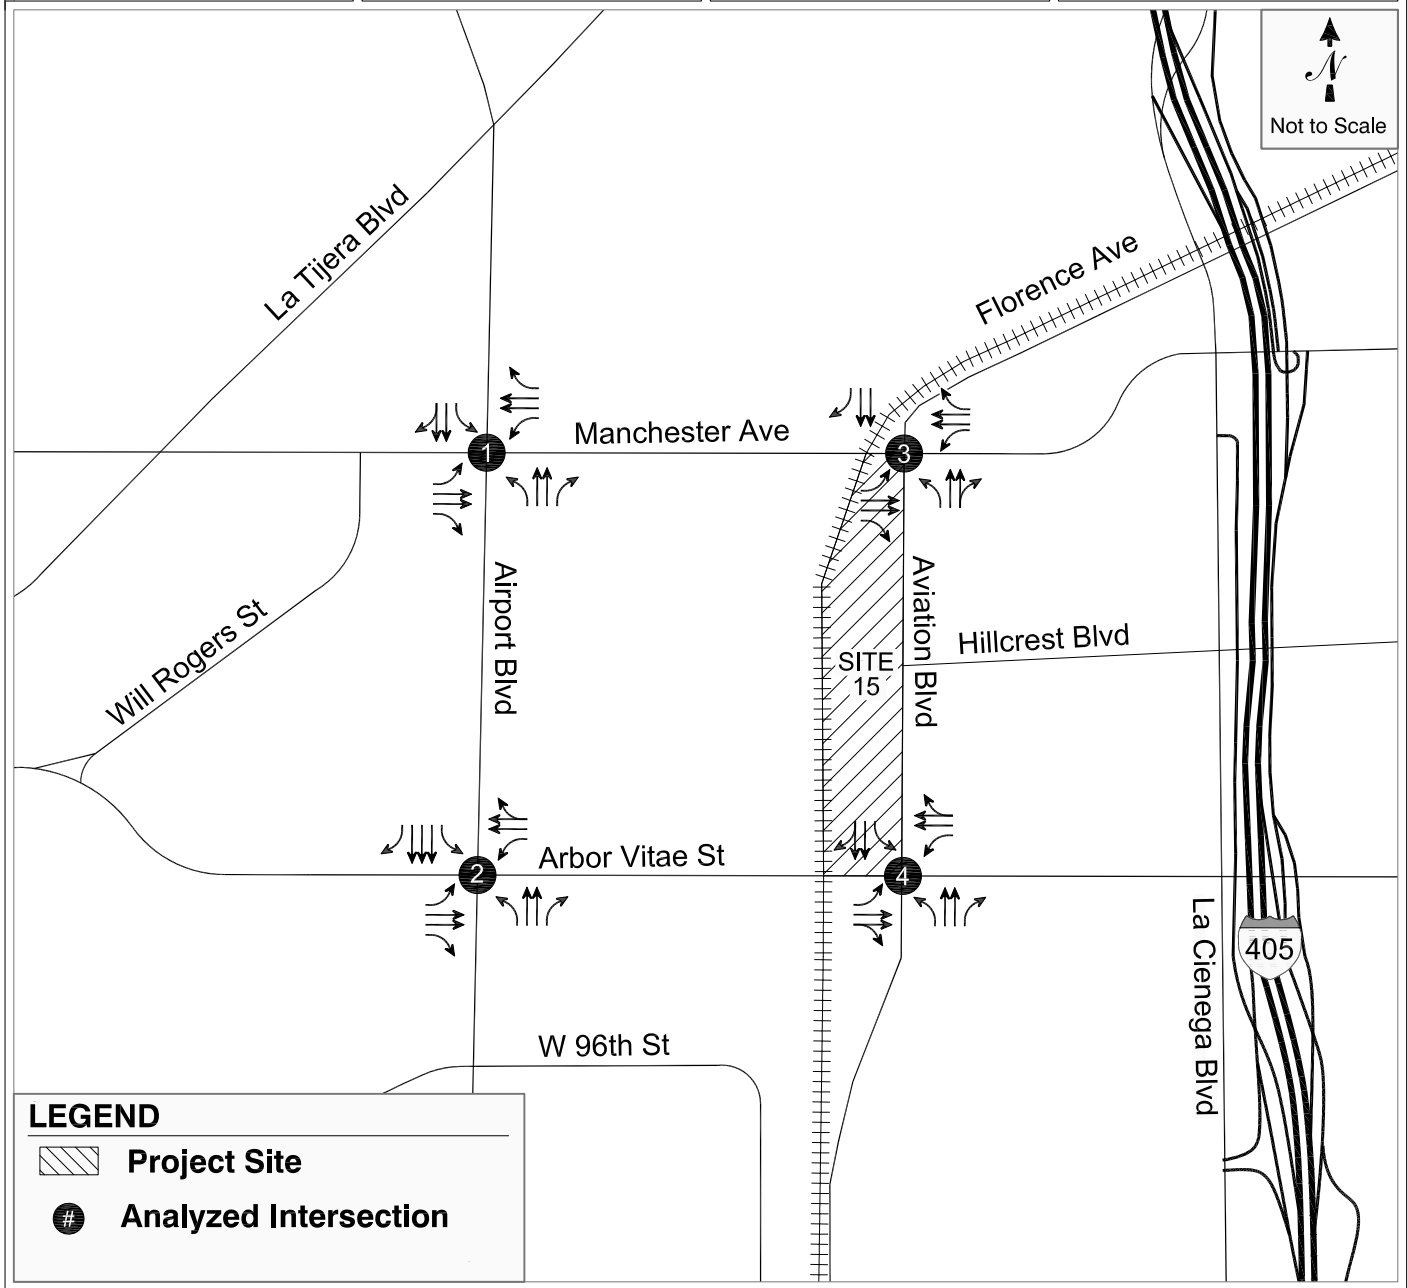 N
Not to Scale
La Tijera Blvd
Florence Ave
Manchester Ave
1
3
Airport Blvd
Aviation Blvd
Will Rogers St
Hillcrest Blvd
SITE
15
Arbor Vitae St
2
4
La Cienega Blvd
405
W 96th St
LEGEND
Project Site
# Analyzed Intersection